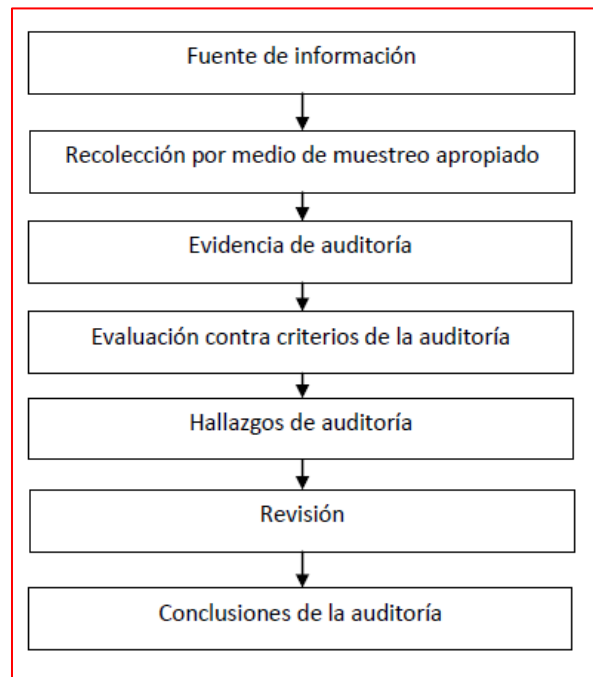 Fuente de información
Recolección por medio de muestreo apropiado
Evidencia de auditoría
Evaluación contra criterios de la auditoría
Hallazgos de auditoría
Revisión
Conclusiones de la auditoría